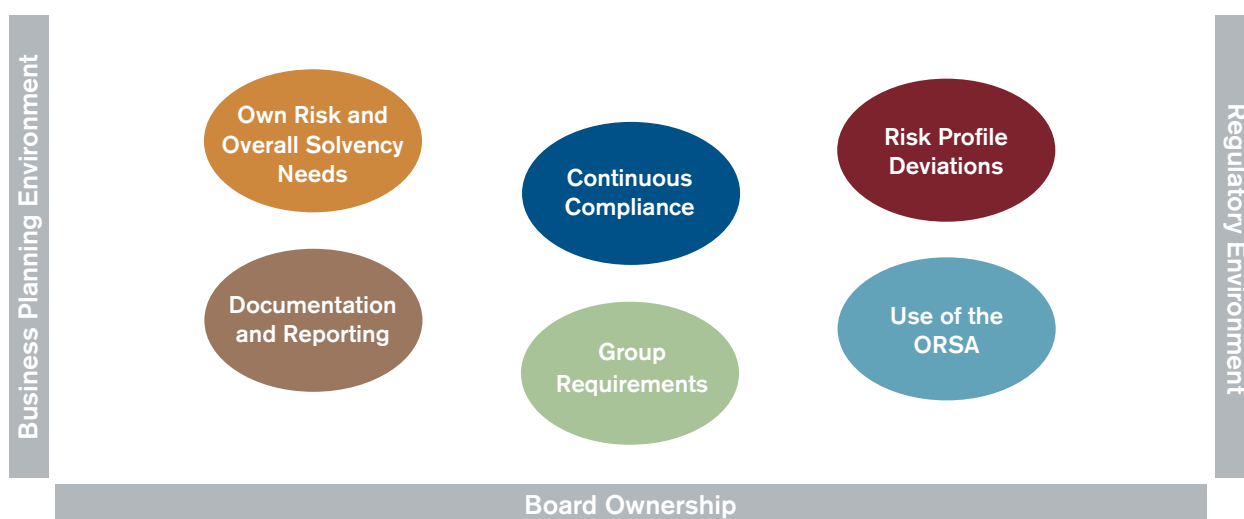 Business Planning Environment
Own Risk and
Overall Solvency
Needs
Continuous
Compliance
Risk Profile
Deviations
Documentation
and Reporting
Group
Requirements
Use of the
ORSA
Regulatory Environment
Board Ownership